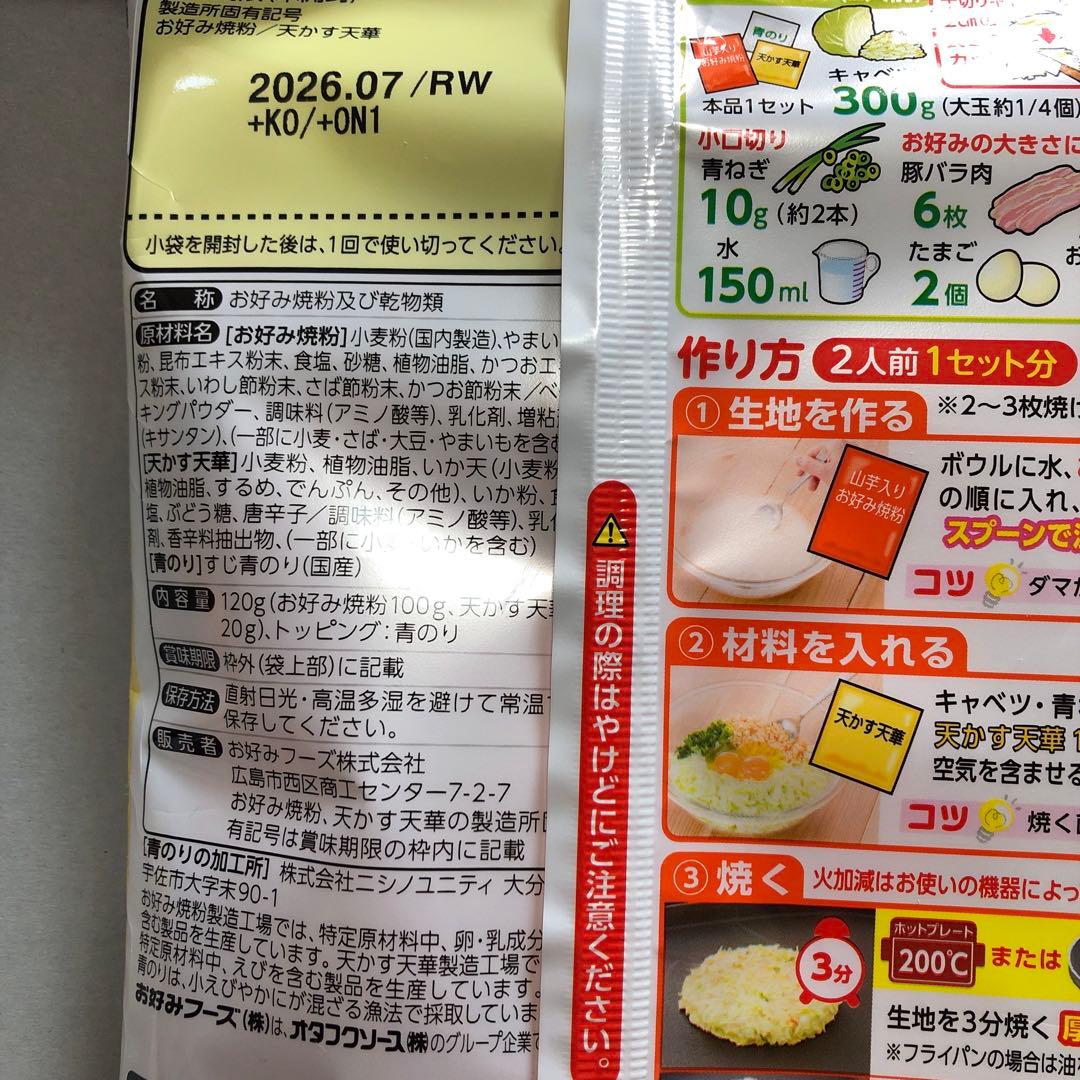 製造所固有記号
お好み焼粉/天かす天華
2026.07/RW
+KO/+ON1
小袋を開封した後は、1回で使い切ってください。
名 称 お好み焼粉及び乾物類
原材料名 [お好み焼粉]小麦粉(国内製造)、やまい
粉、昆布エキス粉末、食塩、砂糖、植物油脂、かつおエ
ス粉末、いわし節粉末、さば節粉末、かつお節粉末/ベ
キングパウダー、調味料(アミノ酸等)、乳化剤、増粘
(キサンタン)、(一部に小麦・さば・大豆・やまいもを含む
[天かす天華]小麦粉、植物油脂、いか天(小麦粉
植物油脂、するめ、でんぷん、その他)、いか粉、
塩、ぶどう糖、唐辛子/調味料(アミノ酸等)、乳
剤、香辛料抽出物、(一部に小麦・いかを含む)
[青のり]すじ青のり(国産)
内容量 120g(お好み焼粉100g、天かす天
20g)、トッピング:青のり
賞味期限 枠外(袋上部)に記載
保存方法 直射日光・高温多湿を避けて常温
保存してください。
販売者 お好みフーズ株式会社
広島市西区商工センター7-2-7
お好み焼粉、天かす天華の製造所
有記号は賞味期限の枠内に記載
[青のりの加工所] 株式会社ニシノユニティ 大分
宇佐市大字末90-1
お好み焼粉製造工場では、特定原材料中、卵・乳成分
含む製品を生産しています。天かす天華製造工場で
特定原材料中、えびを含む製品を生産しています。
青のりは、小えびやかにが混ざる漁法で採取していま
お好みフーズ(株)は、オタフクソース(株)のグループ企業
⚠調理の際はやけどにご注意ください。
山芋入り
お好み焼粉
青のり
天かす天華
本品1セット
キャベツ
300g(大玉約1/4個)
小口切り
青ねぎ
10g(約2本)
お好みの大きさに
豚バラ肉
6枚
水
150ml
たまご
2個
お
作り方 2人前1セット分
① 生地を作る ※2〜3枚焼け
山芋入り
お好み焼粉
ボウルに水、
の順に入れ、
スプーンで
コツ ダマ
② 材料を入れる
天かす天華
キャベツ・青
天かす天華
空気を含ませる
コツ 焼く
③ 焼く 火加減はお使いの機器によっ
3分
ホットプレート
200℃
または
生地を3分焼く
※フライパンの場合は油